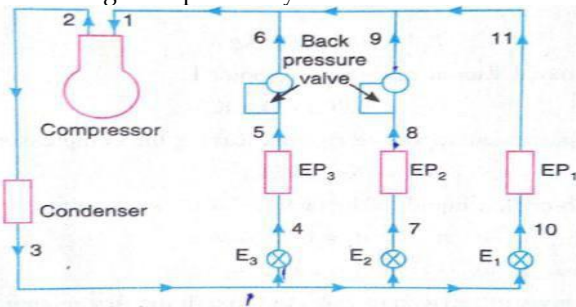 2
1
6
9
11
Back
pressure
valve
Compressor
5
8
EP3
EP2
EP1
Condenser
3
4
7
10
E3
E2
E1